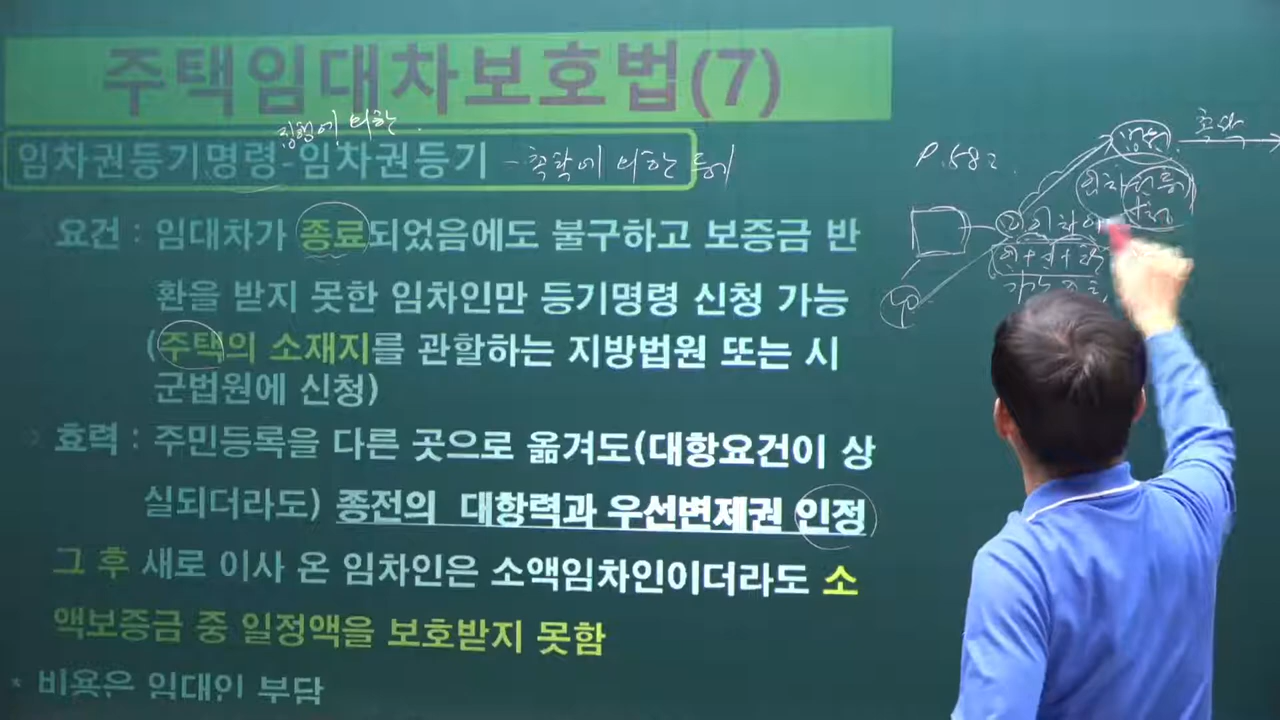 주택임대차보호법(7)
집행에 의한
임차권등기명령-임차권등기 - 촉탁에 의한 등기
요건 : 임대차가 종료되었음에도 불구하고 보증금 반
환을 받지 못한 임차인만 등기명령 신청 가능
(주택의 소재지를 관할하는 지방법원 또는 시
군법원에 신청)
효력 : 주민등록을 다른 곳으로 옮겨도(대항요건이 상
실되더라도) 종전의 대항력과 우선변제권 인정
그 후 새로 이사 온 임차인은 소액임차인이더라도 소
액보증금 중 일정액을 보호받지 못함
* 비용은 임대인 부담
P.582